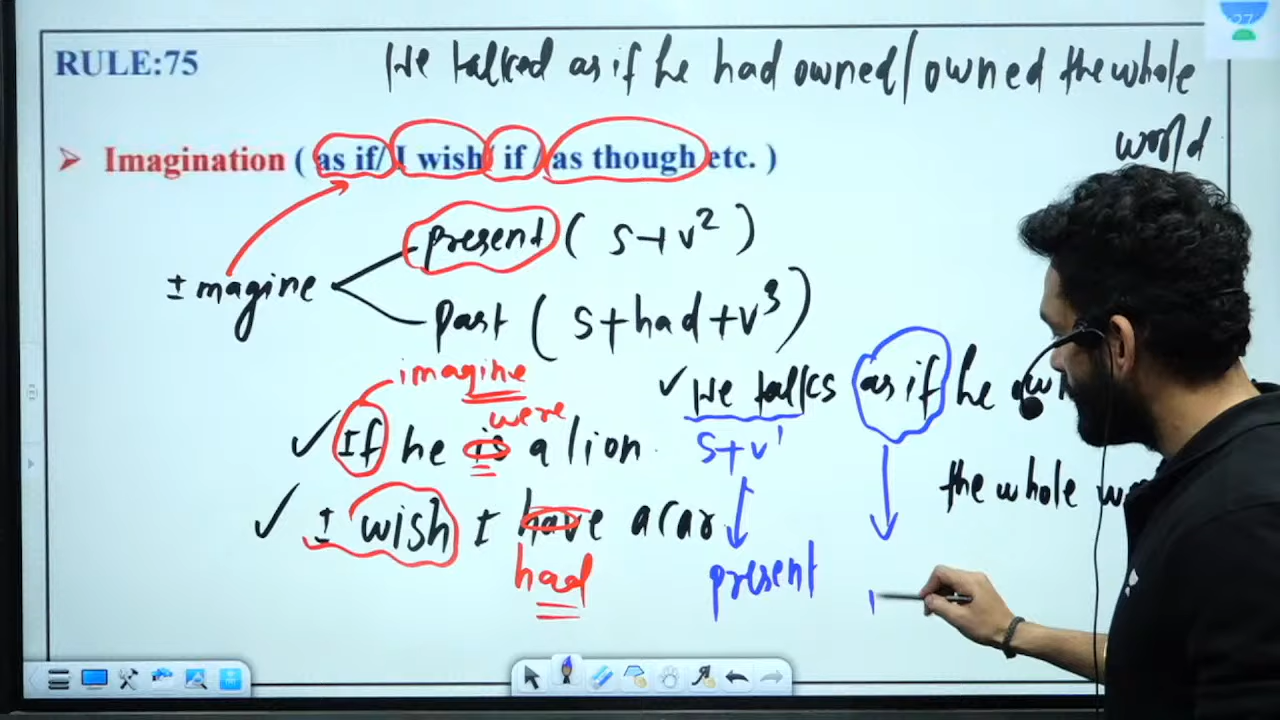 RULE:75
He talked as if he had owned/owned the whole
world
➤ Imagination ( as if/ I wish/ if / as though etc. )
present ( S+V² )
Imagine
past ( S+had+V³ )
imagine
✓ He talks as if he
were
✓ If he is a lion.
S+V¹
the whole
✓ I wish I have a car
had
present